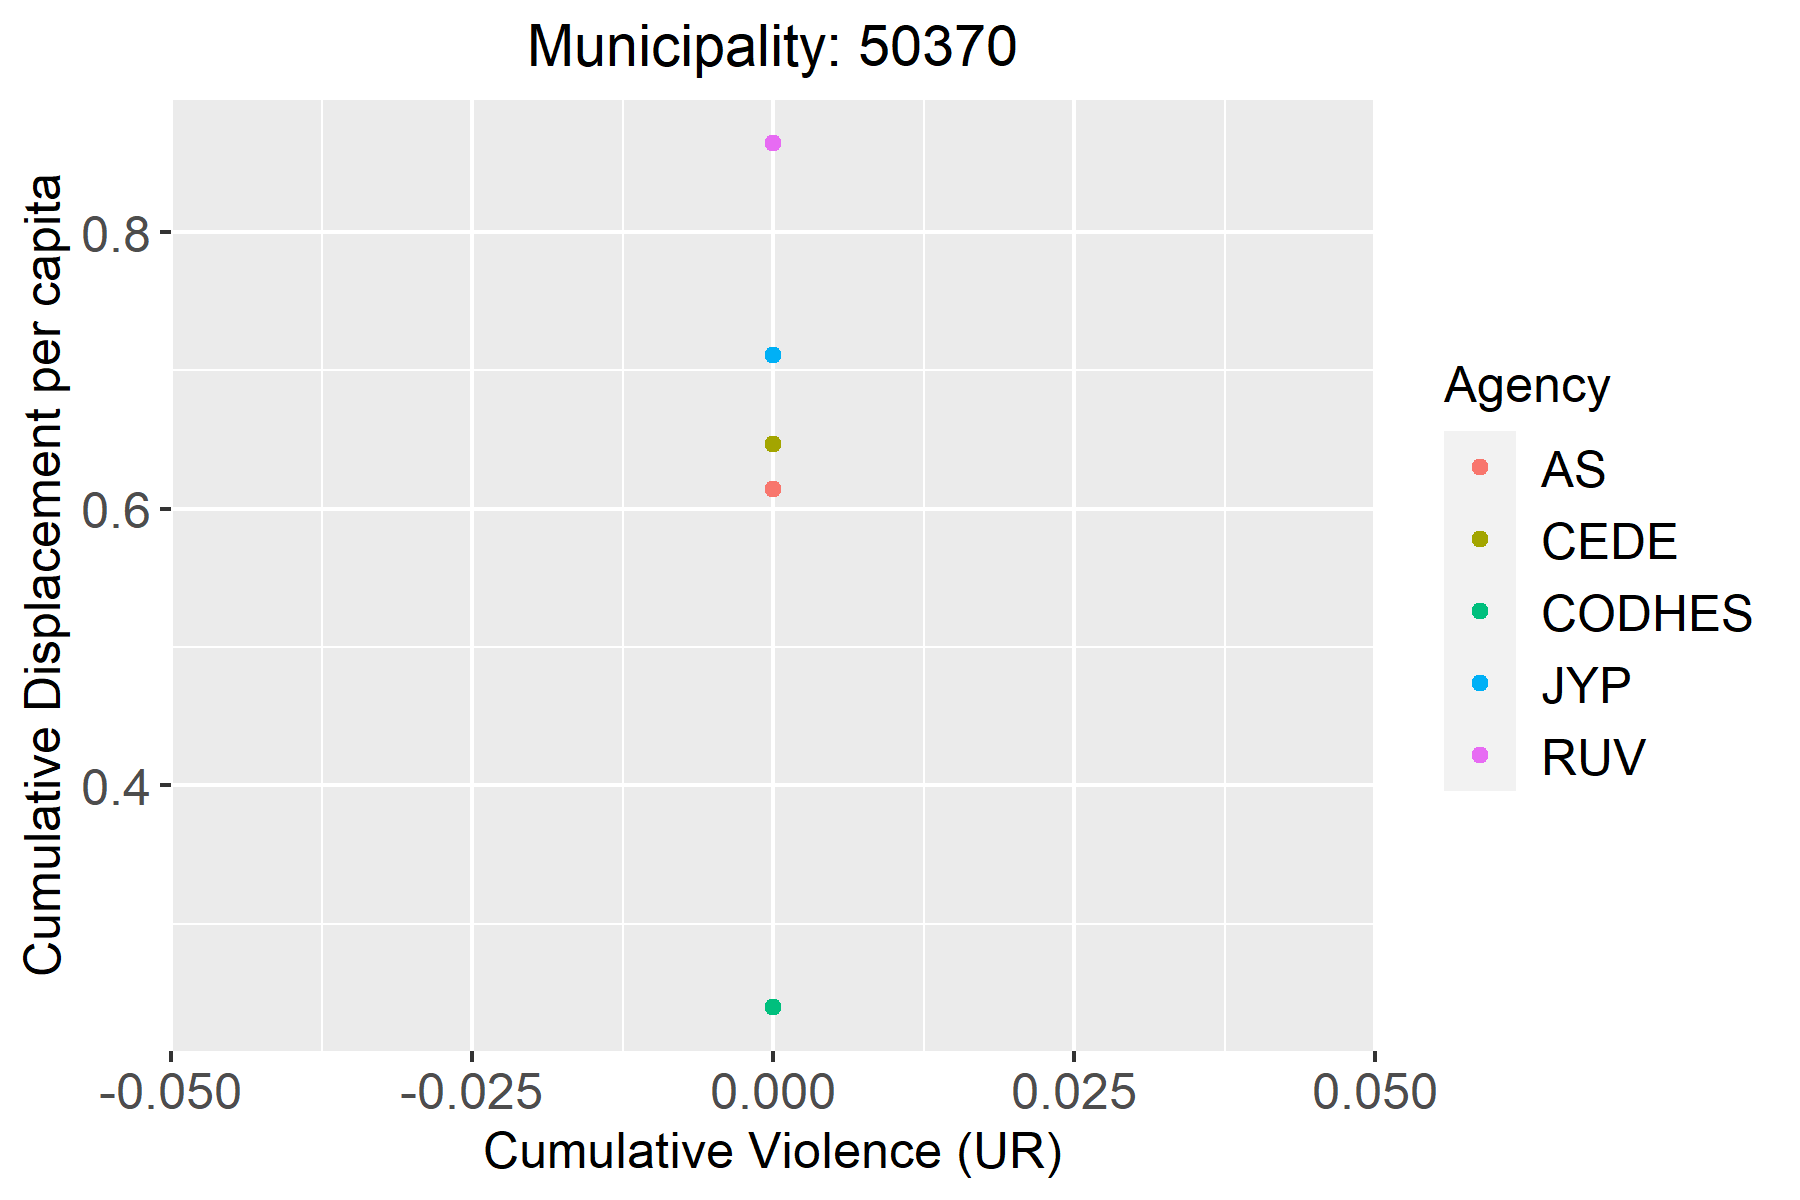 Municipality: 50370
Cumulative Displacement per capita
0.8
0.6
0.4
-0.050
-0.025
0.000
0.025
0.050
Cumulative Violence (UR)
Agency
AS
CEDE
CODHES
JYP
RUV